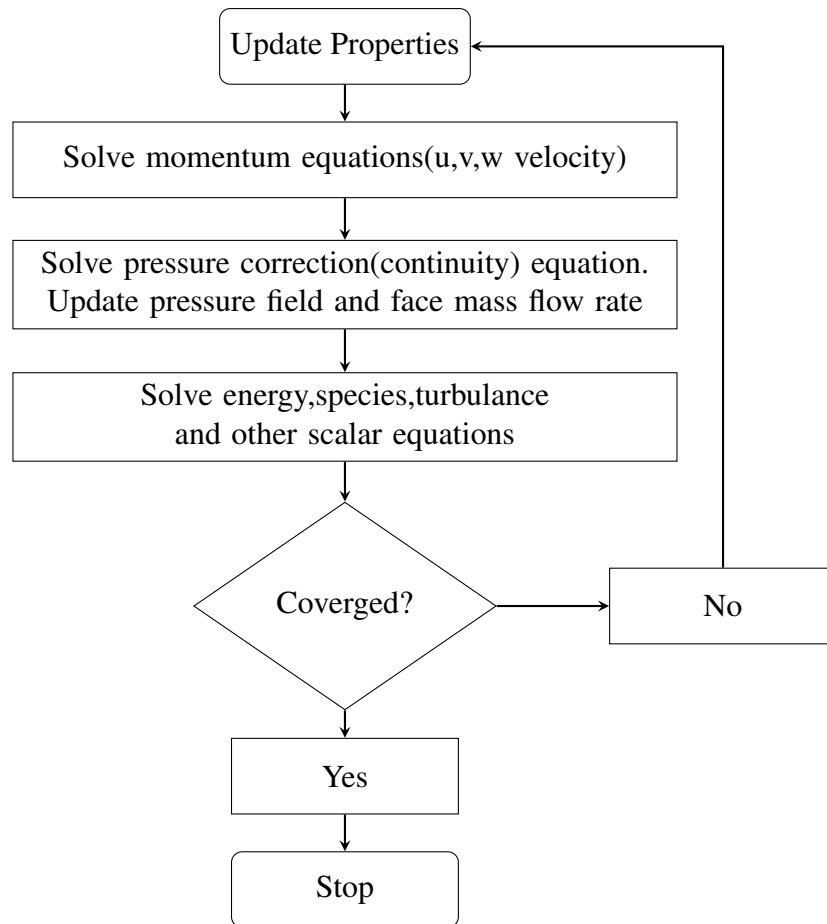 Update Properties
Solve momentum equations(u,v,w velocity)
Solve pressure correction(continuity) equation.
Update pressure field and face mass flow rate
Solve energy,species,turbulance
and other scalar equations
Coverged?
No
Yes
Stop